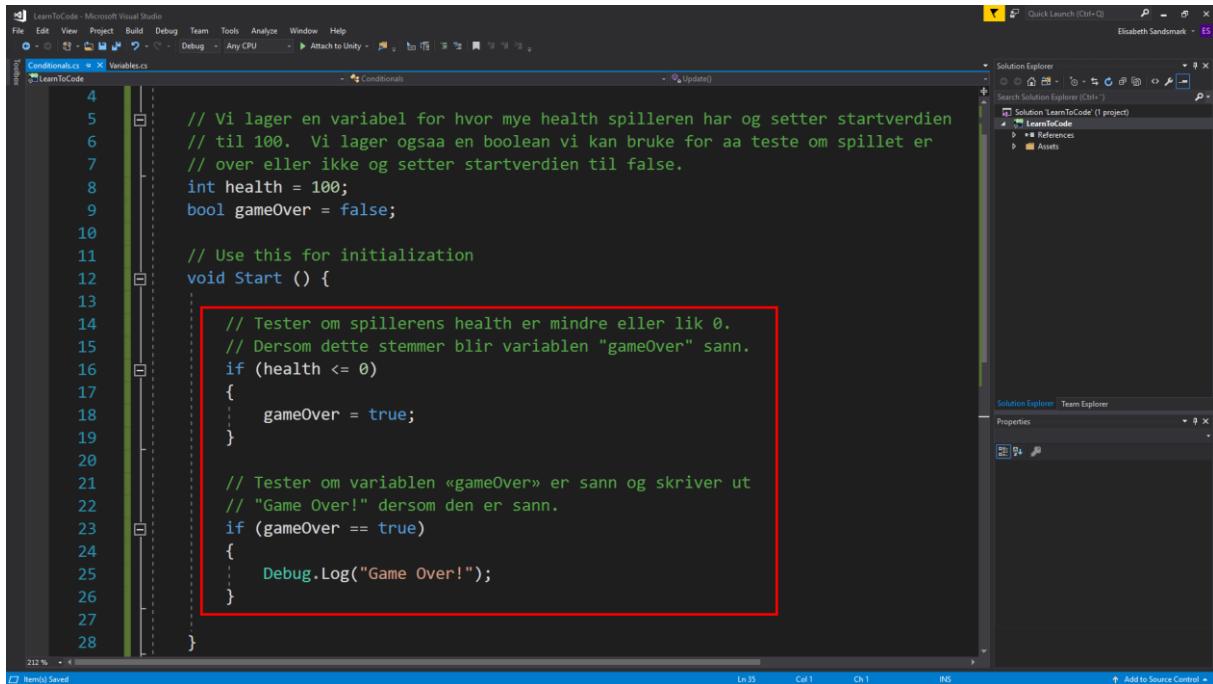 LearnToCode - Microsoft Visual Studio
Quick Launch (Ctrl+Q)
File Edit View Project Build Debug Team Tools Analyze Window Help
Elisabeth Sandsmark ES
Debug Any CPU Attach to Unity
Toolbox
Conditionals.cs Variables.cs
LearnToCode Conditionals Update()
4
5 // Vi lager en variabel for hvor mye health spilleren har og setter startverdien
6 // til 100.  Vi lager ogsaa en boolean vi kan bruke for aa teste om spillet er
7 // over eller ikke og setter startverdien til false.
8 int health = 100;
9 bool gameOver = false;
10
11 // Use this for initialization
12 void Start () {
13
14 // Tester om spillerens health er mindre eller lik 0.
15 // Dersom dette stemmer blir variablen "gameOver" sann.
16 if (health <= 0)
17 {
18 gameOver = true;
19 }
20
21 // Tester om variablen «gameOver» er sann og skriver ut
22 // "Game Over!" dersom den er sann.
23 if (gameOver == true)
24 {
25 Debug.Log("Game Over!");
26 }
27
28 }
212 %
Solution Explorer
Search Solution Explorer (Ctrl+¨)
Solution 'LearnToCode' (1 project)
LearnToCode
References
Assets
Solution Explorer Team Explorer
Properties
Item(s) Saved Ln 35 Col 1 Ch 1 INS Add to Source Control